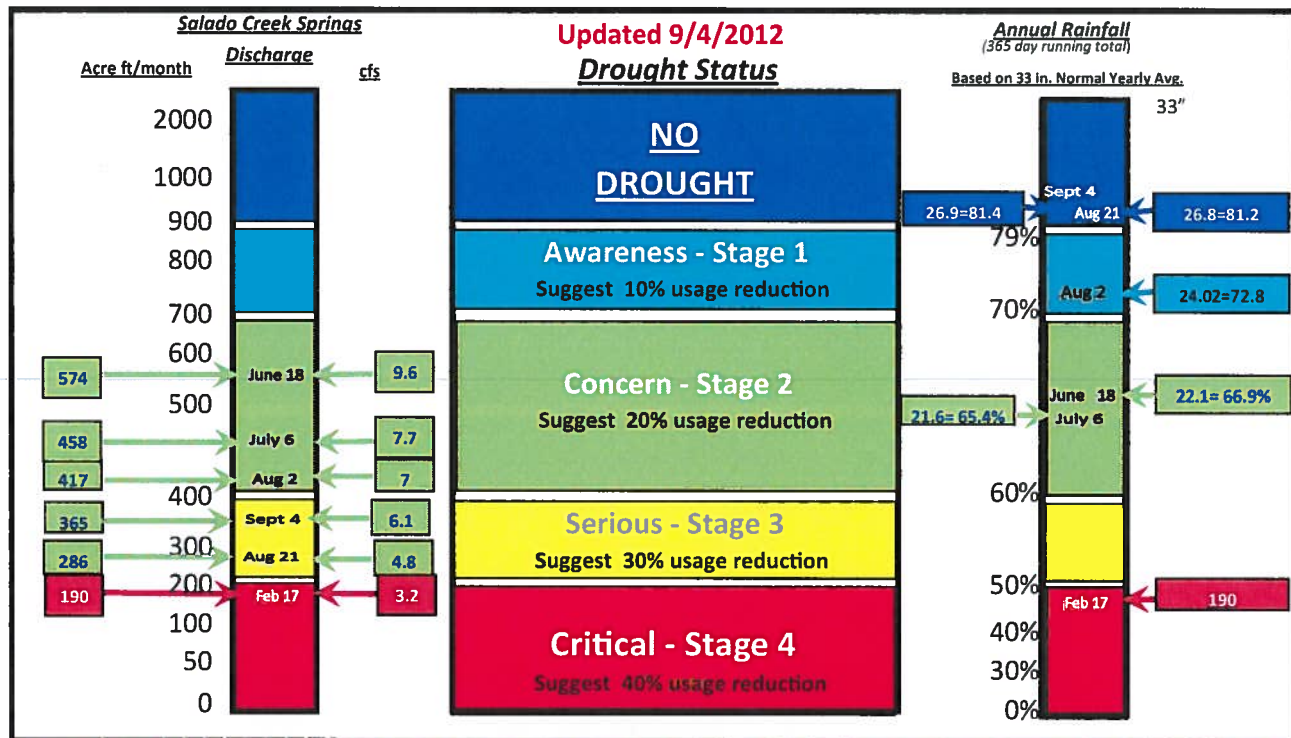 Salado Creek Springs
Discharge
Acre ft/month
cfs
2000
1000
900
800
700
600
500
400
300
200
100
50
0
574
June 18
9.6
458
July 6
7.7
417
Aug 2
7
365
Sept 4
6.1
286
Aug 21
4.8
190
Feb 17
3.2
Updated 9/4/2012
Drought Status
NO
DROUGHT
Awareness - Stage 1
Suggest 10% usage reduction
Concern - Stage 2
Suggest 20% usage reduction
Serious - Stage 3
Suggest 30% usage reduction
Critical - Stage 4
Suggest 40% usage reduction
Annual Rainfall
(365 day running total)
Based on 33 in. Normal Yearly Avg.
33"
79%
70%
60%
50%
40%
30%
0%
26.9=81.4
Sept 4
Aug 21
26.8=81.2
Aug 2
24.02=72.8
June 18
22.1= 66.9%
21.6= 65.4%
July 6
Feb 17
190